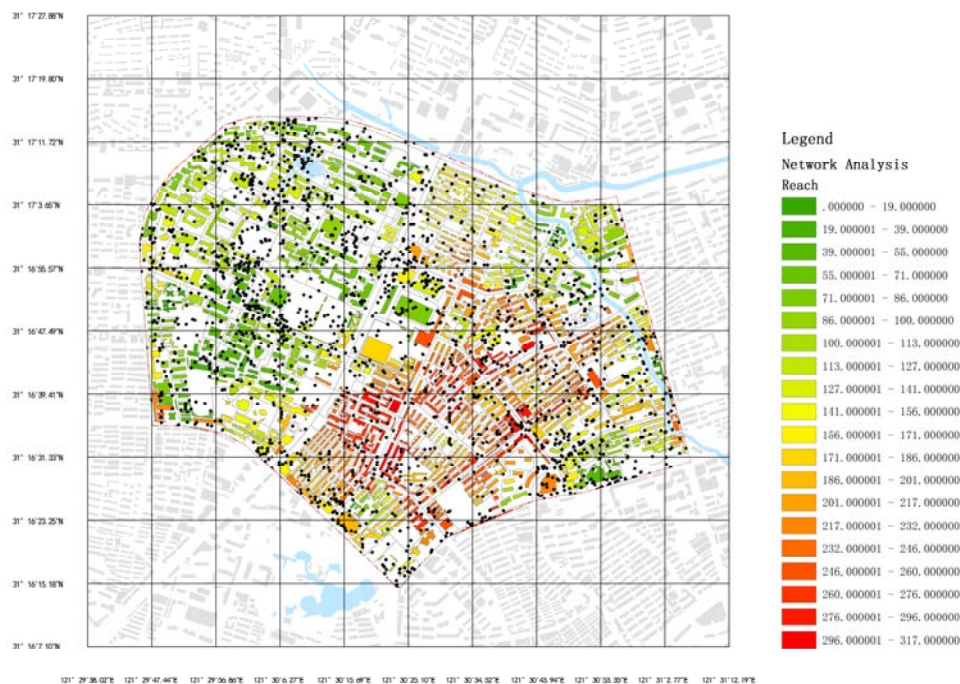 31° 17′27.88″N
31° 17′19.80″N
31° 17′11.72″N
31° 17′3.65″N
31° 16′55.57″N
31° 16′47.49″N
31° 16′39.41″N
31° 16′31.33″N
31° 16′23.25″N
31° 16′15.18″N
31° 16′7.10″N
121° 29′38.02″E 121° 29′47.44″E 121° 29′56.86″E 121° 30′6.27″E 121° 30′15.69″E 121° 30′25.10″E 121° 30′34.52″E 121° 30′43.94″E 121° 30′53.35″E 121° 31′2.77″E 121° 31′12.19″E
Legend
Network Analysis
Reach
.000000 - 19.000000
19.000001 - 39.000000
39.000001 - 55.000000
55.000001 - 71.000000
71.000001 - 86.000000
86.000001 - 100.000000
100.000001 - 113.000000
113.000001 - 127.000000
127.000001 - 141.000000
141.000001 - 156.000000
156.000001 - 171.000000
171.000001 - 186.000000
186.000001 - 201.000000
201.000001 - 217.000000
217.000001 - 232.000000
232.000001 - 246.000000
246.000001 - 260.000000
260.000001 - 276.000000
276.000001 - 296.000000
296.000001 - 317.000000